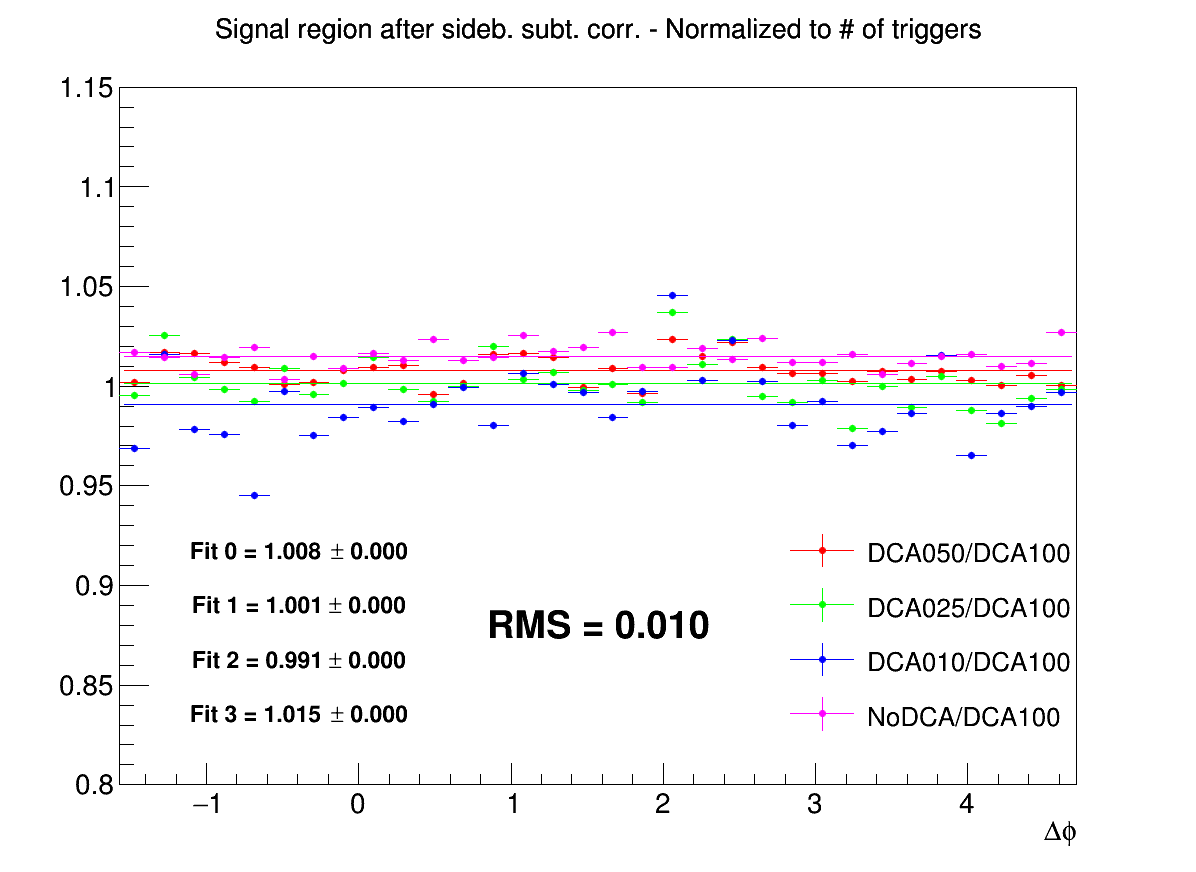 Signal region after sideb. subt. corr. - Normalized to # of triggers
1.15
1.1
1.05
1
0.95
0.9
0.85
0.8
Fit 0 = 1.008 ± 0.000
Fit 1 = 1.001 ± 0.000
Fit 2 = 0.991 ± 0.000
Fit 3 = 1.015 ± 0.000
RMS = 0.010
DCA050/DCA100
DCA025/DCA100
DCA010/DCA100
NoDCA/DCA100
−1 0 1 2 3 4
Δϕ